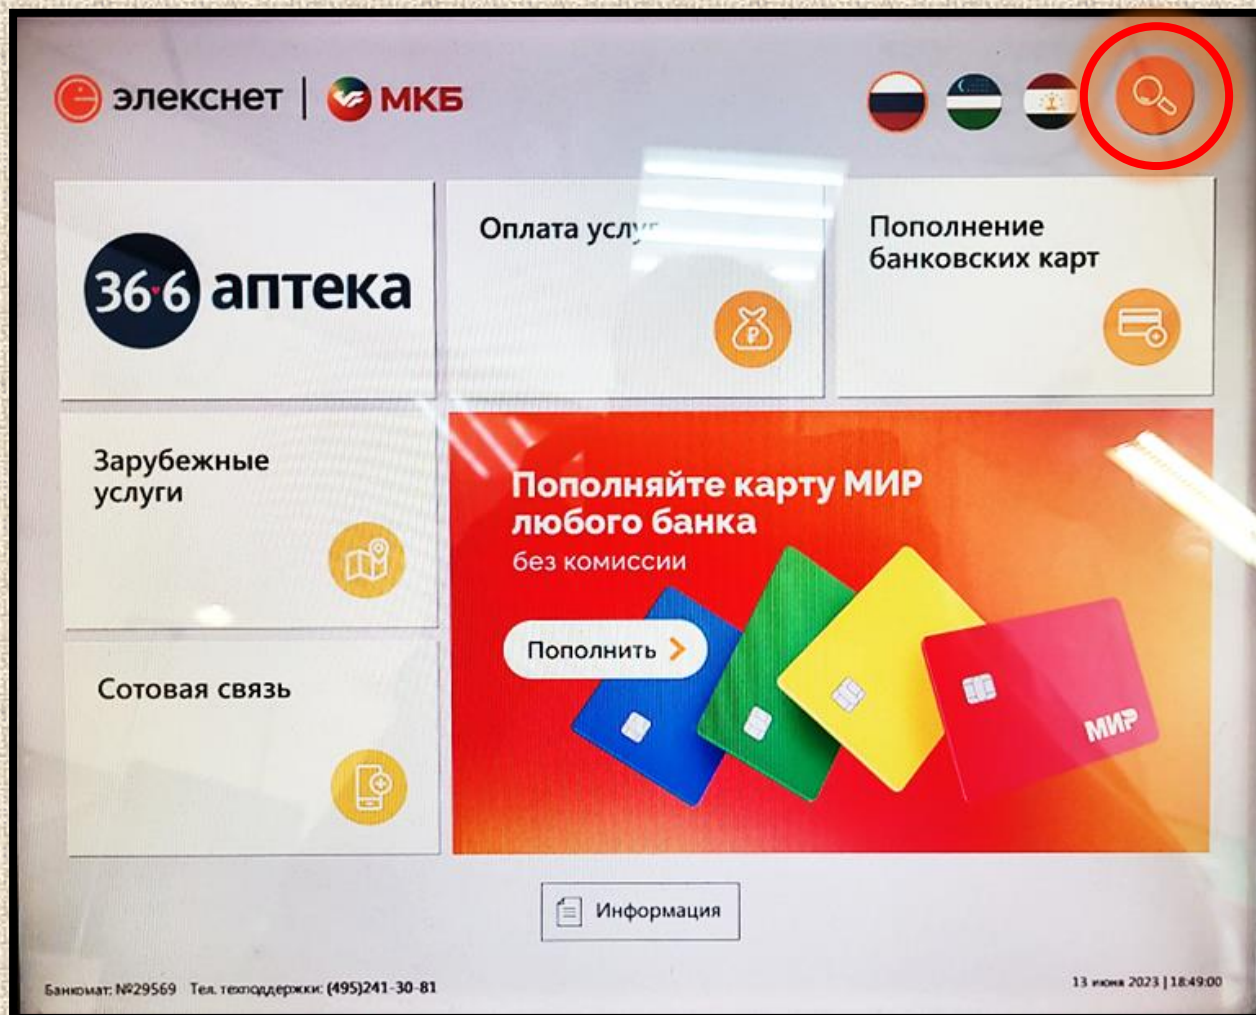 элекснет | МКБ
36·6 аптека
Оплата услуг
Пополнение
банковских карт
Зарубежные
услуги
Пополняйте карту МИР
любого банка
без комиссии
Пополнить
МИР
Сотовая связь
Информация
Банкомат: №29569 Тел. техподдержки: (495)241-30-81
13 июня 2023 | 18:49:00